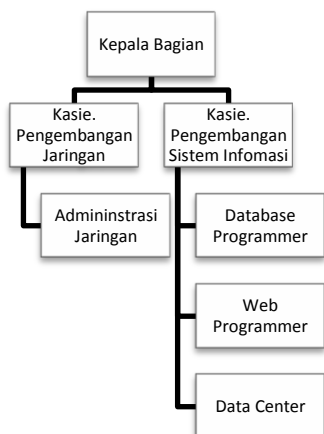 Kepala Bagian
Kasie.
Pengembangan
Jaringan
Kasie.
Pengembangan
Sistem Infomasi
Admininstrasi
Jaringan
Database
Programmer
Web
Programmer
Data Center